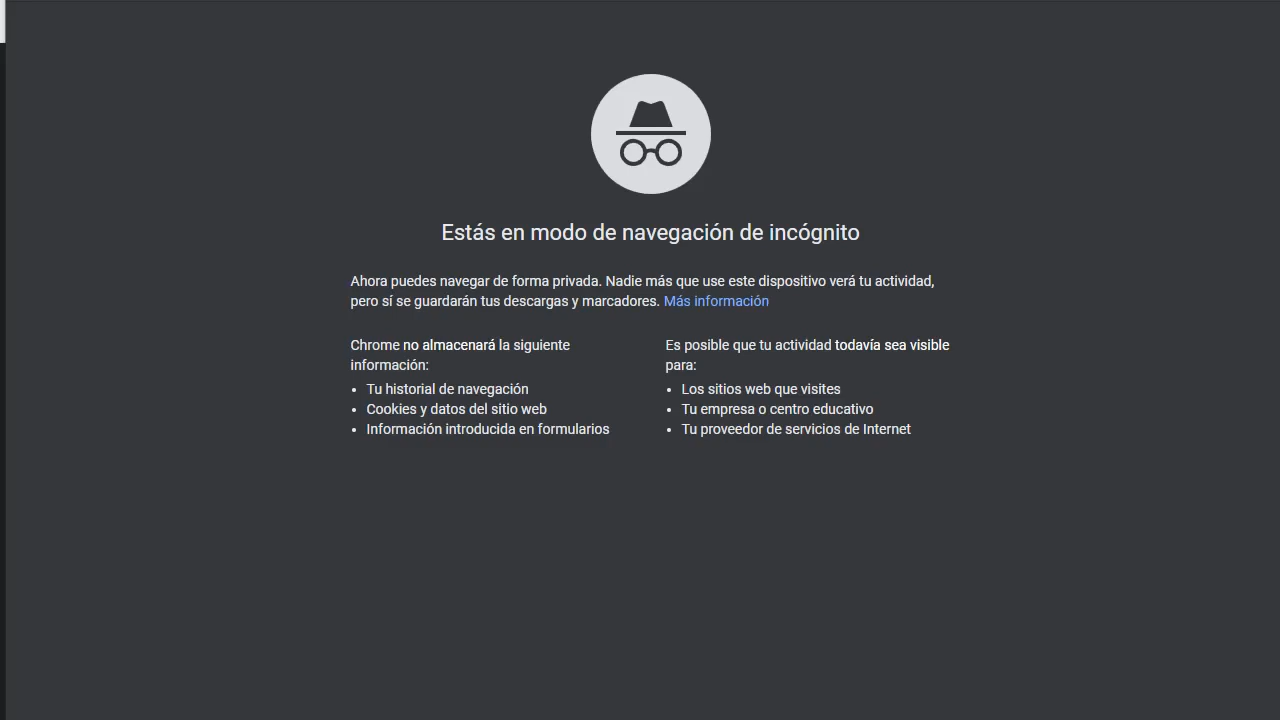 Estás en modo de navegación de incógnito
Ahora puedes navegar de forma privada. Nadie más que use este dispositivo verá tu actividad,
pero sí se guardarán tus descargas y marcadores. Más información
Chrome no almacenará la siguiente
información:
• Tu historial de navegación
• Cookies y datos del sitio web
• Información introducida en formularios
Es posible que tu actividad todavía sea visible
para:
• Los sitios web que visites
• Tu empresa o centro educativo
• Tu proveedor de servicios de Internet